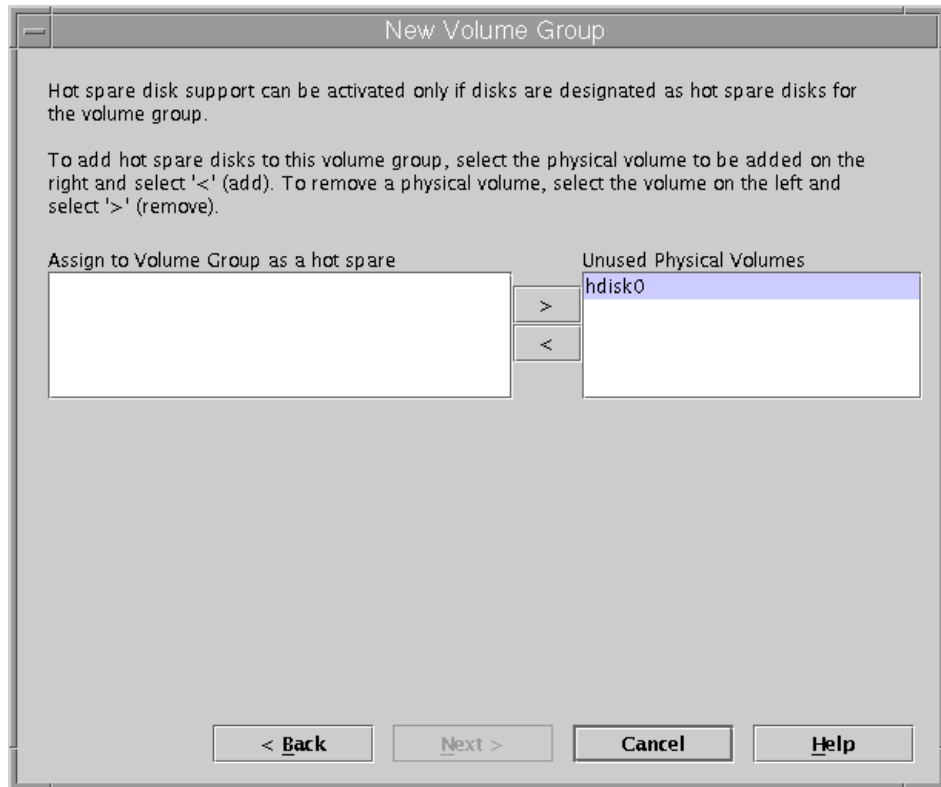 New Volume Group
Hot spare disk support can be activated only if disks are designated as hot spare disks for
the volume group.
To add hot spare disks to this volume group, select the physical volume to be added on the
right and select '<' (add). To remove a physical volume, select the volume on the left and
select '>' (remove).
Assign to Volume Group as a hot spare
Unused Physical Volumes
hdisk0
>
<
< Back
Next >
Cancel
Help